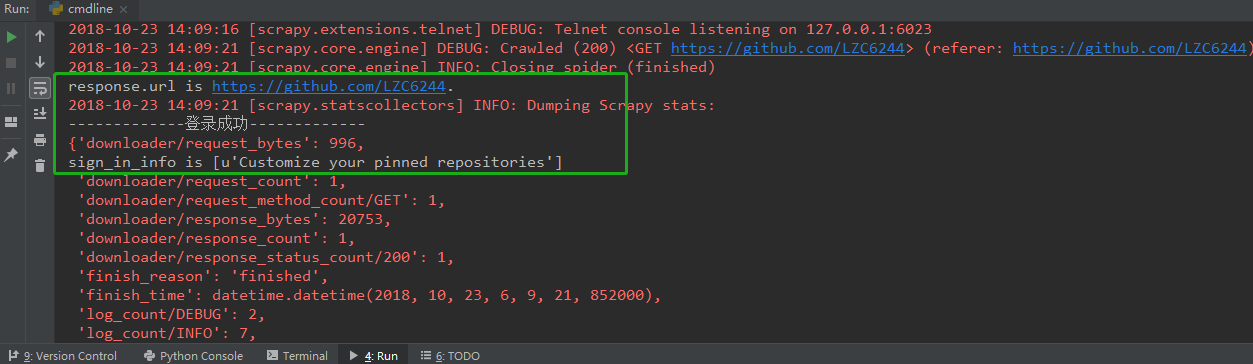 Run:
cmdline
2018-10-23 14:09:16 [scrapy.extensions.telnet] DEBUG: Telnet console listening on 127.0.0.1:6023
2018-10-23 14:09:21 [scrapy.core.engine] DEBUG: Crawled (200) <GET https://github.com/LZC6244> (referer: https://github.com/LZC6244)
2018-10-23 14:09:21 [scrapy.core.engine] INFO: Closing spider (finished)
response.url is https://github.com/LZC6244.
2018-10-23 14:09:21 [scrapy.statscollectors] INFO: Dumping Scrapy stats:
-------------登录成功-------------
{'downloader/request_bytes': 996,
sign_in_info is [u'Customize your pinned repositories']
'downloader/request_count': 1,
'downloader/request_method_count/GET': 1,
'downloader/response_bytes': 20753,
'downloader/response_count': 1,
'downloader/response_status_count/200': 1,
'finish_reason': 'finished',
'finish_time': datetime.datetime(2018, 10, 23, 6, 9, 21, 852000),
'log_count/DEBUG': 2,
'log_count/INFO': 7,
9: Version Control
Python Console
Terminal
4: Run
6: TODO